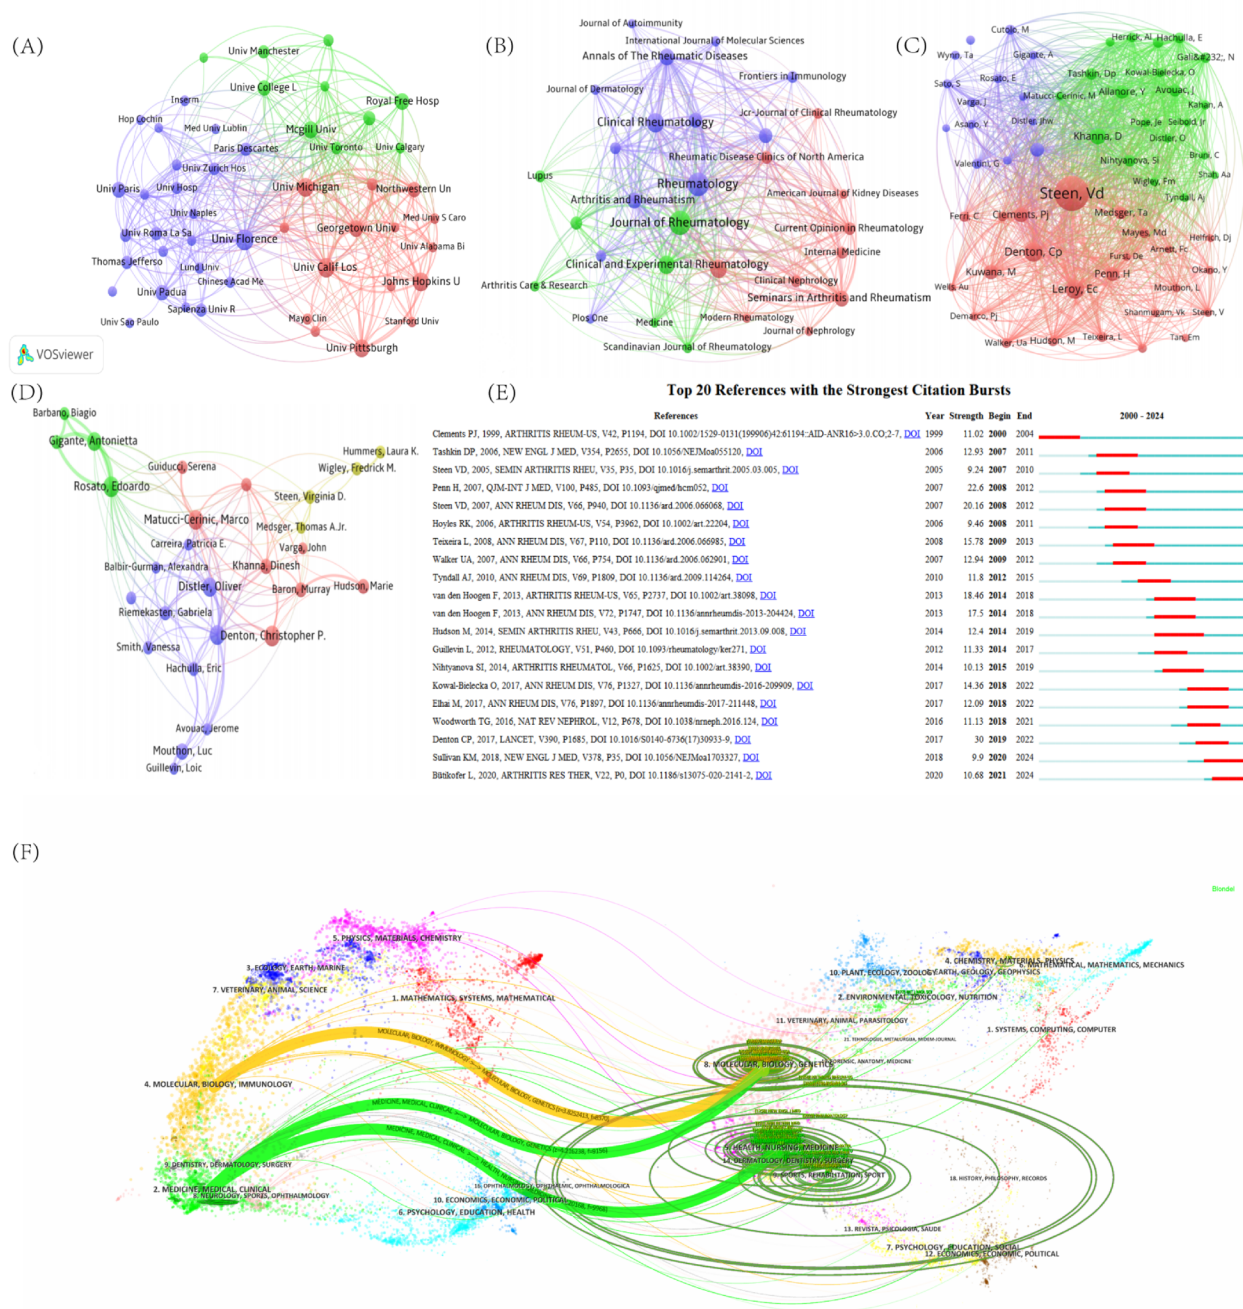 (A)
Univ Manchester
Unive College L
Royal Free Hosp
Inserm
Hop Cochin
Med Univ Lublin
Mcgill Univ
Paris Descartes
Univ Toronto
Univ Calgary
Univ Zurich Hos
Univ Paris
Univ Hosp
Univ Michigan
Northwestern Un
Univ Naples
Med Univ S Caro
Univ Roma La Sa
Univ Florence
Georgetown Univ
Univ Alabama Bi
Thomas Jefferso
Lund Univ
Univ Calif Los
Chinese Acad Me
Johns Hopkins U
Univ Padua
Sapienza Univ R
Univ Sao Paulo
Mayo Clin
Stanford Univ
Univ Pittsburgh
VOSviewer
(B)
Journal of Autoimmunity
International Journal of Molecular Sciences
Annals of The Rheumatic Diseases
Frontiers in Immunology
Journal of Dermatology
Jcr-Journal of Clinical Rheumatology
Clinical Rheumatology
Rheumatic Disease Clinics of North America
Lupus
Rheumatology
American Journal of Kidney Diseases
Arthritis and Rheumatism
Journal of Rheumatology
Current Opinion in Rheumatology
Internal Medicine
Clinical and Experimental Rheumatology
Clinical Nephrology
Arthritis Care & Research
Seminars in Arthritis and Rheumatism
Plos One
Medicine
Modern Rheumatology
Journal of Nephrology
Scandinavian Journal of Rheumatology
(C)
Cutolo, M
Herrick, Al
Hachulla, E
Wynn, Ta
Gigante, A
Gali&#232;, N
Sato, S
Rosato, E
Tashkin, Dp
Kowal-Bielecka, O
Varga, J
Matucci-Cerinic, M
Allanore, Y
Avouac, J
Kahan, A
Asano, Y
Distler, Jhw
Pope, Je
Seibold, Jr
Khanna, D
Distler, O
Valentini, G
Nihtyanova, Si
Bruni, C
Wigley, Fm
Shah, Aa
Steen, Vd
Tyndall, Aj
Ferri, C
Clements, Pj
Medsger, Ta
Mayes, Md
Helfrich, Dj
Denton, Cp
Furst, De
Arnett, Fc
Kuwana, M
Penn, H
Okano, Y
Wells, Au
Leroy, Ec
Mouthon, L
Demarco, Pj
Shanmugam, Vk
Steen, V
Walker, Ua
Hudson, M
Teixeira, L
Tan, Em
(D)
Barbano, Biagio
Gigante, Antonietta
Hummers, Laura K.
Guiducci, Serena
Wigley, Fredrick M.
Rosato, Edoardo
Steen, Virginia D.
Matucci-Cerinic, Marco
Medsger, Thomas A.Jr.
Carreira, Patricia E.
Varga, John
Balbir-Gurman, Alexandra
Khanna, Dinesh
Distler, Oliver
Baron, Murray
Hudson, Marie
Riemekasten, Gabriela
Denton, Christopher P.
Smith, Vanessa
Hachulla, Eric
Avouac, Jerome
Mouthon, Luc
Guillevin, Loic
(E)
Top 20 References with the Strongest Citation Bursts
References Year Strength Begin End 2000 - 2024
Clements PJ, 1999, ARTHRITIS RHEUM-US, V42, P1194, DOI 10.1002/1529-0131(199906)42:61194::AID-ANR16>3.0.CO;2-7, DOI 1999 11.02 2000 2004
Tashkin DP, 2006, NEW ENGL J MED, V354, P2655, DOI 10.1056/NEJMoa055120, DOI 2006 12.93 2007 2011
Steen VD, 2005, SEMIN ARTHRITIS RHEU, V35, P35, DOI 10.1016/j.semarthrit.2005.03.005, DOI 2005 9.24 2007 2010
Penn H, 2007, QJM-INT J MED, V100, P485, DOI 10.1093/qjmed/hcm052, DOI 2007 22.6 2008 2012
Steen VD, 2007, ANN RHEUM DIS, V66, P940, DOI 10.1136/ard.2006.066068, DOI 2007 20.16 2008 2012
Hoyles RK, 2006, ARTHRITIS RHEUM-US, V54, P3962, DOI 10.1002/art.22204, DOI 2006 9.46 2008 2011
Teixeira L, 2008, ANN RHEUM DIS, V67, P110, DOI 10.1136/ard.2006.066985, DOI 2008 15.78 2009 2013
Walker UA, 2007, ANN RHEUM DIS, V66, P754, DOI 10.1136/ard.2006.062901, DOI 2007 12.94 2009 2012
Tyndall AJ, 2010, ANN RHEUM DIS, V69, P1809, DOI 10.1136/ard.2009.114264, DOI 2010 11.8 2012 2015
van den Hoogen F, 2013, ARTHRITIS RHEUM-US, V65, P2737, DOI 10.1002/art.38098, DOI 2013 18.46 2014 2018
van den Hoogen F, 2013, ANN RHEUM DIS, V72, P1747, DOI 10.1136/annrheumdis-2013-204424, DOI 2013 17.5 2014 2018
Hudson M, 2014, SEMIN ARTHRITIS RHEU, V43, P666, DOI 10.1016/j.semarthrit.2013.09.008, DOI 2014 12.4 2014 2019
Guillevin L, 2012, RHEUMATOLOGY, V51, P460, DOI 10.1093/rheumatology/ker271, DOI 2012 11.33 2014 2017
Nihtyanova SI, 2014, ARTHRITIS RHEUMATOL, V66, P1625, DOI 10.1002/art.38390, DOI 2014 10.13 2015 2019
Kowal-Bielecka O, 2017, ANN RHEUM DIS, V76, P1327, DOI 10.1136/annrheumdis-2016-209909, DOI 2017 14.36 2018 2022
Elhai M, 2017, ANN RHEUM DIS, V76, P1897, DOI 10.1136/annrheumdis-2017-211448, DOI 2017 12.09 2018 2022
Woodworth TG, 2016, NAT REV NEPHROL, V12, P678, DOI 10.1038/nrneph.2016.124, DOI 2016 11.13 2018 2021
Denton CP, 2017, LANCET, V390, P1685, DOI 10.1016/S0140-6736(17)30933-9, DOI 2017 30 2019 2022
Sullivan KM, 2018, NEW ENGL J MED, V378, P35, DOI 10.1056/NEJMoa1703327, DOI 2018 9.9 2020 2024
Bütikofer L, 2020, ARTHRITIS RES THER, V22, P0, DOI 10.1186/s13075-020-2141-2, DOI 2020 10.68 2021 2024
(F)
Blondel
5. PHYSICS, MATERIALS, CHEMISTRY
3. ECOLOGY, EARTH, MARINE
7. VETERINARY, ANIMAL, SCIENCE
1. MATHEMATICS, SYSTEMS, MATHEMATICAL
4. MOLECULAR, BIOLOGY, IMMUNOLOGY
9. DENTISTRY, DERMATOLOGY, SURGERY
2. MEDICINE, MEDICAL, CLINICAL
8. NEUROLOGY, SPORTS, OPHTHALMOLOGY
10. ECONOMICS, ECONOMIC, POLITICAL
6. PSYCHOLOGY, EDUCATION, HEALTH
4. CHEMISTRY, MATERIALS, PHYSICS
6. MATHEMATICAL, MATHEMATICS, MECHANICS
10. PLANT, ECOLOGY, ZOOLOGY
EARTH, GEOLOGY, GEOPHYSICS
2. ENVIRONMENTAL, TOXICOLOGY, NUTRITION
11. VETERINARY, ANIMAL, PARASITOLOGY
1. SYSTEMS, COMPUTING, COMPUTER
8. MOLECULAR, BIOLOGY, GENETICS
FORENSIC, ANATOMY, MEDICINE
5. HEALTH, NURSING, MEDICINE
14. DERMATOLOGY, DENTISTRY, SURGERY
SPORTS, REHABILITATION, SPORT
18. HISTORY, PHILOSOPHY, RECORDS
16. OPHTHALMOLOGY, OPHTHALMIC, OPHTHALMOLOGICA
13. REVISTA, PSICOLOGIA, SAUDE
7. PSYCHOLOGY, EDUCATION, SOCIAL
12. ECONOMICS, ECONOMIC, POLITICAL